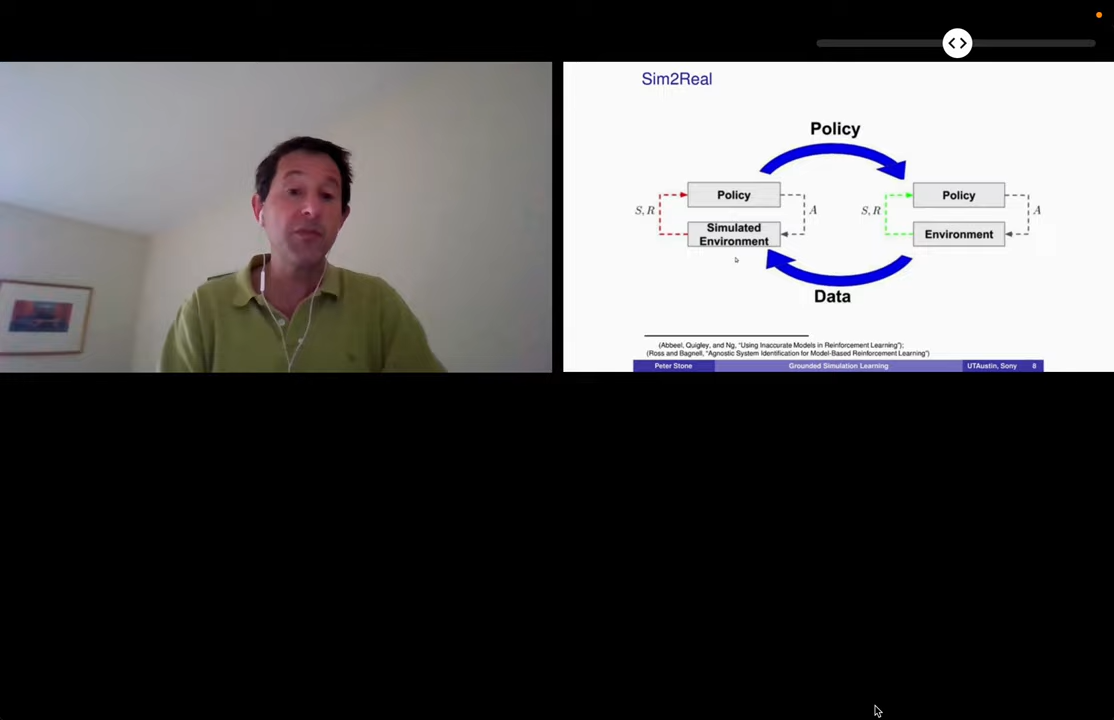 Sim2Real
Policy
Policy
S, R
A
Simulated
Environment
Policy
S, R
A
Environment
Data
(Abbeel, Quigley, and Ng, "Using Inaccurate Models in Reinforcement Learning");
(Ross and Bagnell, "Agnostic System Identification for Model-Based Reinforcement Learning")
Peter Stone
Grounded Simulation Learning
UTAustin, Sony 8